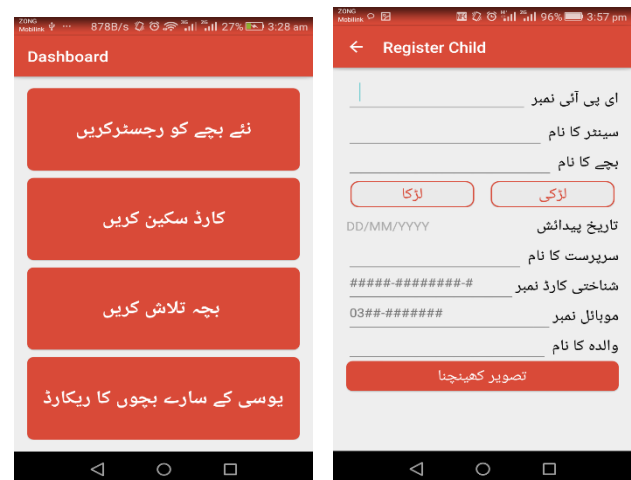 ZONG
Mobilink ··· 878B/s 3G 3G 27% 3:28 am
Dashboard
نئے بچے کو رجسٹرکریں
کارڈ سکین کریں
بچہ تلاش کریں
یوسی کے سارے بچوں کا ریکارڈ
ZONG
Mobilink 96% 3:57 pm
Register Child
ای پی آئی نمبر
سینٹر کا نام
بچے کا نام
لڑکی لڑکا
تاریخ پیدائش DD/MM/YYYY
سرپرست کا نام
شناختی کارڈ نمبر #####-########-#
موبائل نمبر 03##-#######
والدہ کا نام
تصویر کھینچنا